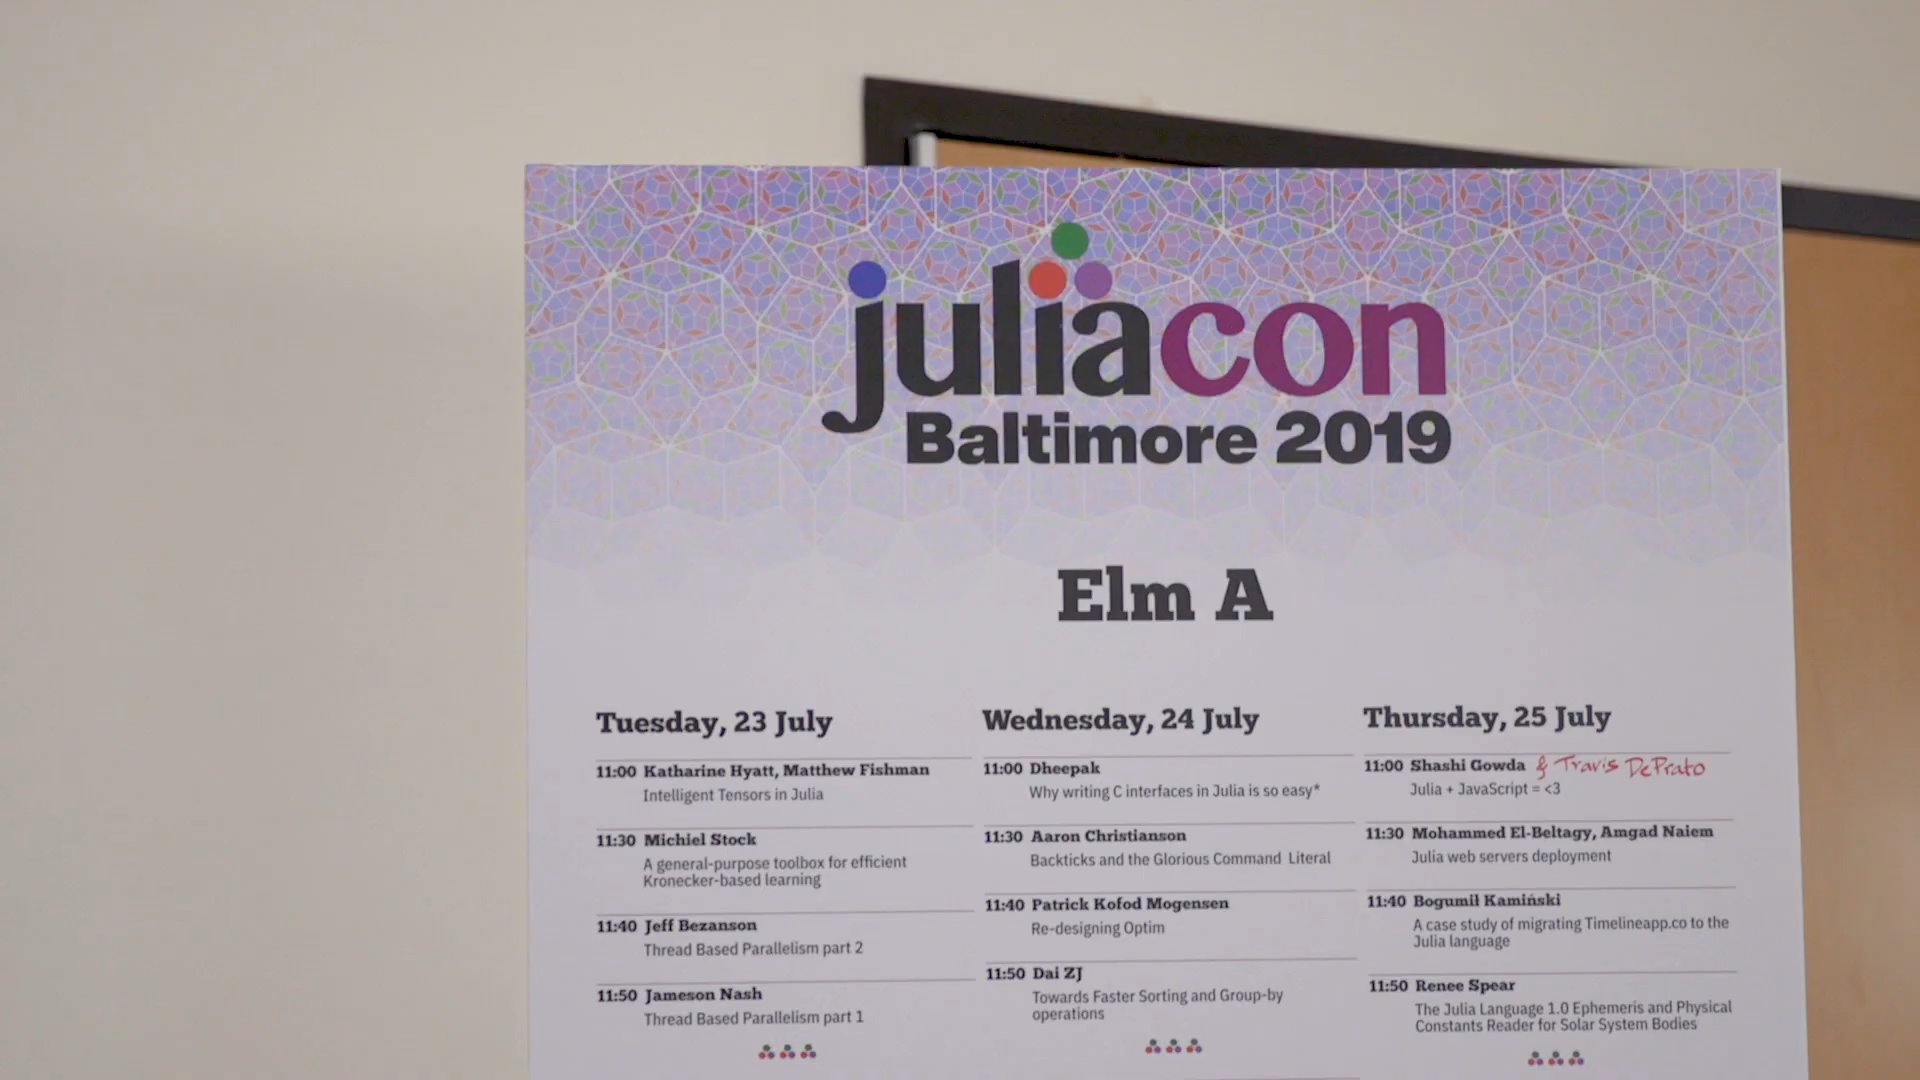 juliacon
Baltimore 2019
Elm A
Tuesday, 23 July
11:00 Katharine Hyatt, Matthew Fishman
Intelligent Tensors in Julia
11:30 Michiel Stock
A general-purpose toolbox for efficient
Kronecker-based learning
11:40 Jeff Bezanson
Thread Based Parallelism part 2
11:50 Jameson Nash
Thread Based Parallelism part 1
Wednesday, 24 July
11:00 Dheepak
Why writing C interfaces in Julia is so easy*
11:30 Aaron Christianson
Backticks and the Glorious Command Literal
11:40 Patrick Kofod Mogensen
Re-designing Optim
11:50 Dai ZJ
Towards Faster Sorting and Group-by
operations
Thursday, 25 July
11:00 Shashi Gowda & Travis DePrato
Julia + JavaScript = <3
11:30 Mohammed El-Beltagy, Amgad Naiem
Julia web servers deployment
11:40 Bogumił Kamiński
A case study of migrating Timelineapp.co to the
Julia language
11:50 Renee Spear
The Julia Language 1.0 Ephemeris and Physical
Constants Reader for Solar System Bodies